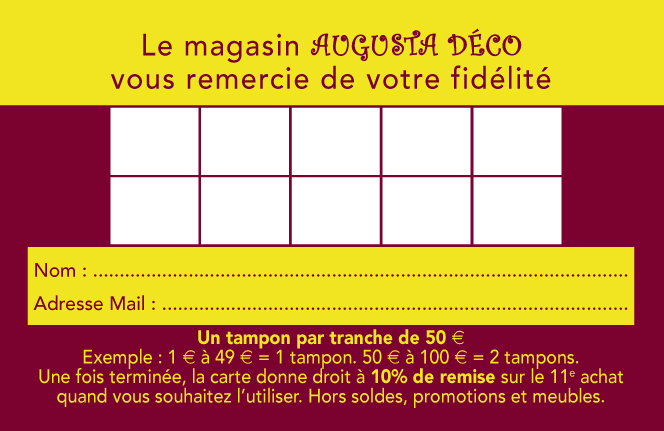 Le magasin AUGUSTA DÉCO
vous remercie de votre fidélité
Nom : ..........................................................................................................
Adresse Mail : ............................................................................................
Un tampon par tranche de 50 €
Exemple : 1 € à 49 € = 1 tampon. 50 € à 100 € = 2 tampons.
Une fois terminée, la carte donne droit à 10% de remise sur le 11e achat
quand vous souhaitez l’utiliser. Hors soldes, promotions et meubles.